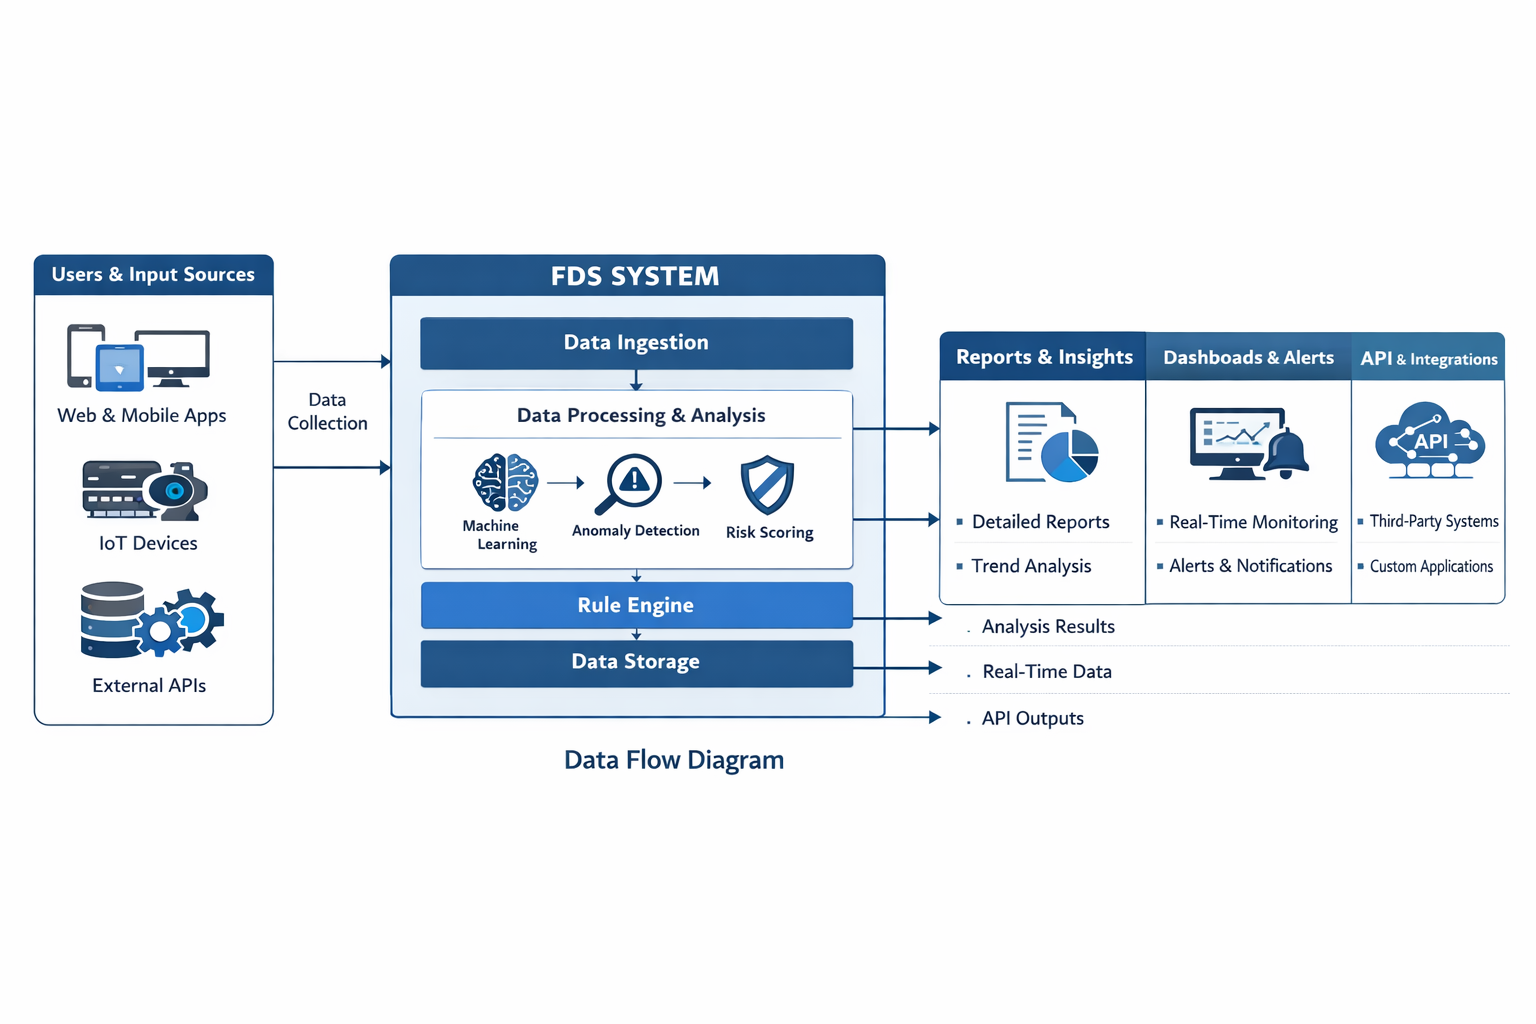 Users & Input Sources
Web & Mobile Apps
IoT Devices
External APIs
Data
Collection
FDS SYSTEM
Data Ingestion
Data Processing & Analysis
Machine
Learning
Anomaly Detection
Risk Scoring
Rule Engine
Data Storage
Reports & Insights
Detailed Reports
Trend Analysis
Dashboads & Alerts
Real-Time Monitoring
Alerts & Notifications
API & Integrations
API
Third-Party Systems
Custom Applications
Analysis Results
Real-Time Data
API Outputs
Data Flow Diagram